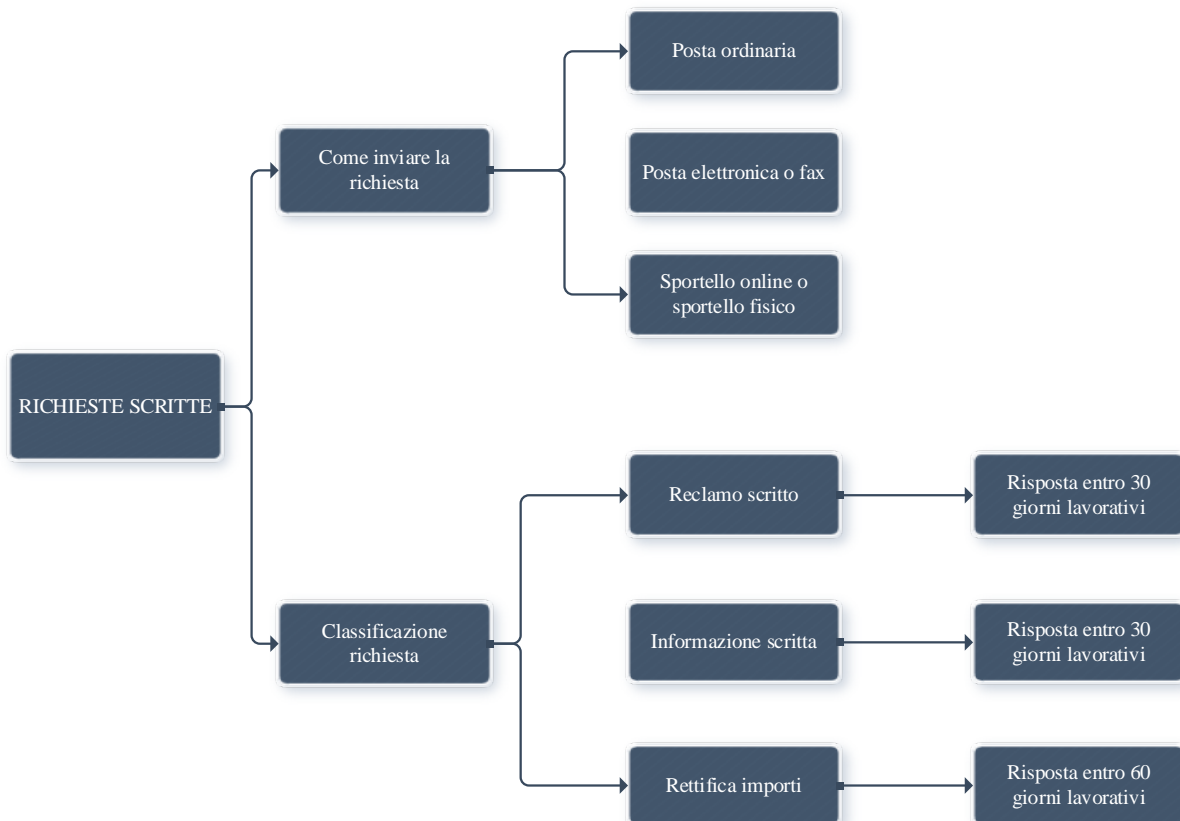 Posta ordinaria
Come inviare la
richiesta
Posta elettronica o fax
Sportello online o
sportello fisico
RICHIESTE SCRITTE
Reclamo scritto
Risposta entro 30
giorni lavorativi
Classificazione
richiesta
Informazione scritta
Risposta entro 30
giorni lavorativi
Rettifica importi
Risposta entro 60
giorni lavorativi